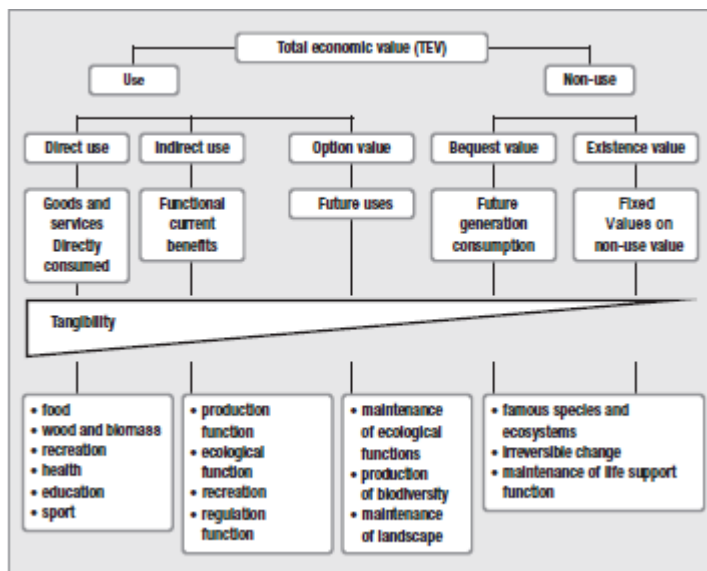 Total economic value (TEV)
Use
Non-use
Direct use
Indirect use
Option value
Bequest value
Existence value
Goods and
services
Directly
consumed
Functional
current
benefits
Future uses
Future
generation
consumption
Fixed
Values on
non-use value
Tangibility
• food
• wood and biomass
• recreation
• health
• education
• sport
• production
function
• ecological
function
• recreation
• regulation
function
• maintenance
of ecological
functions
• production
of biodiversity
• maintenance
of landscape
• famous species and
ecosystems
• irreversible change
• maintenance of life support
function